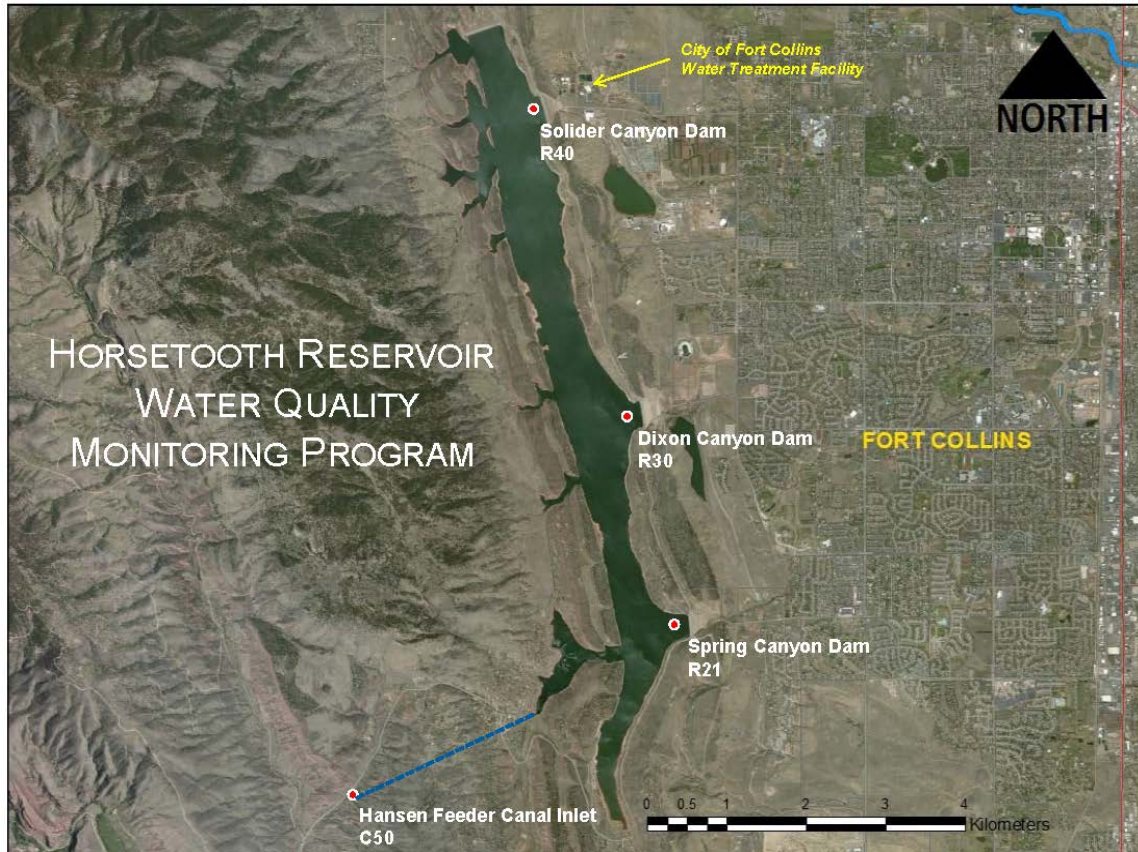 City of Fort Collins
Water Treatment Facility
NORTH
Solider Canyon Dam
R40
HORSETOOTH RESERVOIR
WATER QUALITY
MONITORING PROGRAM
Dixon Canyon Dam
R30
FORT COLLINS
Spring Canyon Dam
R21
Hansen Feeder Canal Inlet
C50
0 0.5 1 2 3 4
Kilometers